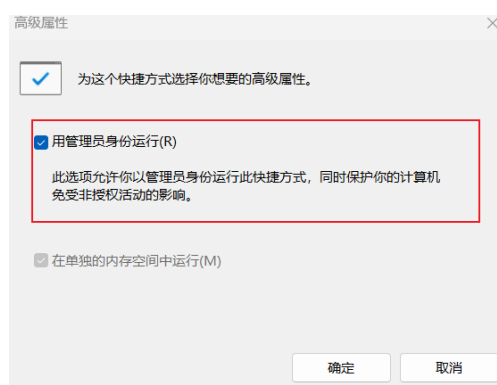 高级属性
为这个快捷方式选择你想要的高级属性。
用管理员身份运行(R)
此选项允许你以管理员身份运行此快捷方式，同时保护你的计算机
免受非授权活动的影响。
在单独的内存空间中运行(M)
确定
取消